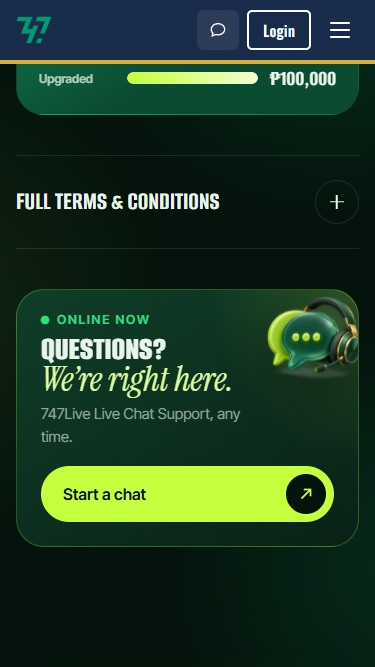 747
Login
Upgraded ₱100,000
FULL TERMS & CONDITIONS
ONLINE NOW
QUESTIONS?
We're right here.
747Live Live Chat Support, any
time.
Start a chat